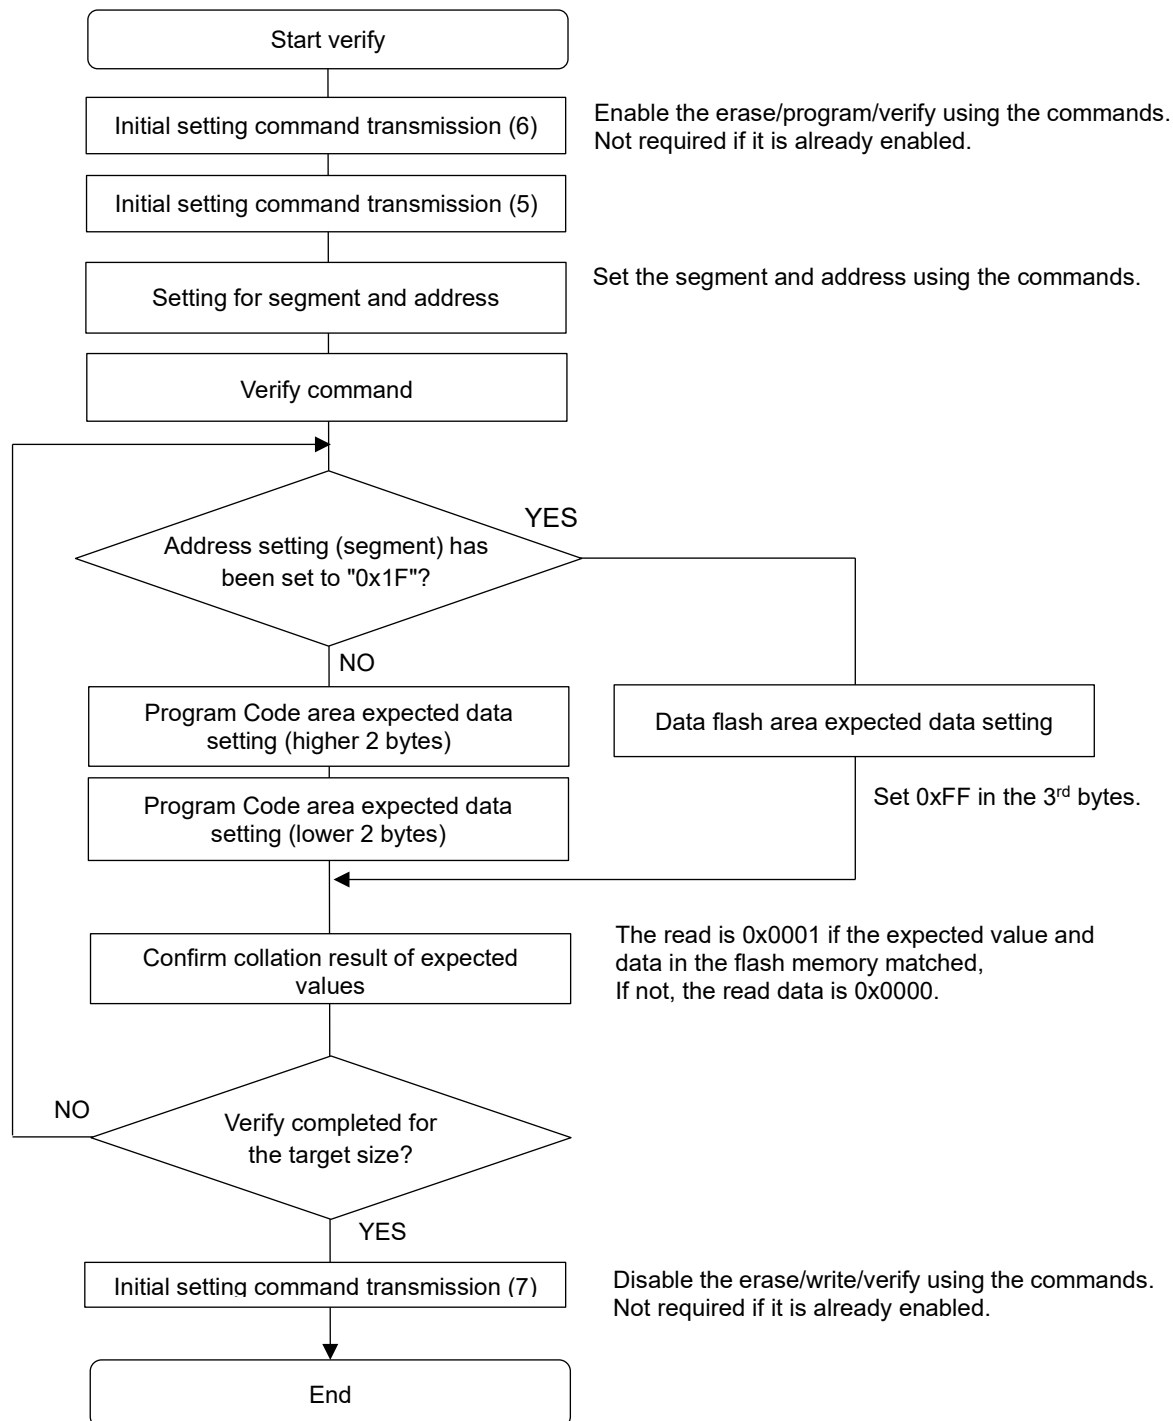 Start verify
Initial setting command transmission (6)
Enable the erase/program/verify using the commands.
Not required if it is already enabled.
Initial setting command transmission (5)
Setting for segment and address
Set the segment and address using the commands.
Verify command
YES
Address setting (segment) has
been set to "0x1F"?
NO
Program Code area expected data
setting (higher 2 bytes)
Data flash area expected data setting
Program Code area expected data
setting (lower 2 bytes)
Set 0xFF in the 3rd bytes.
Confirm collation result of expected
values
The read is 0x0001 if the expected value and
data in the flash memory matched,
If not, the read data is 0x0000.
NO
Verify completed for
the target size?
YES
Initial setting command transmission (7)
Disable the erase/write/verify using the commands.
Not required if it is already enabled.
End